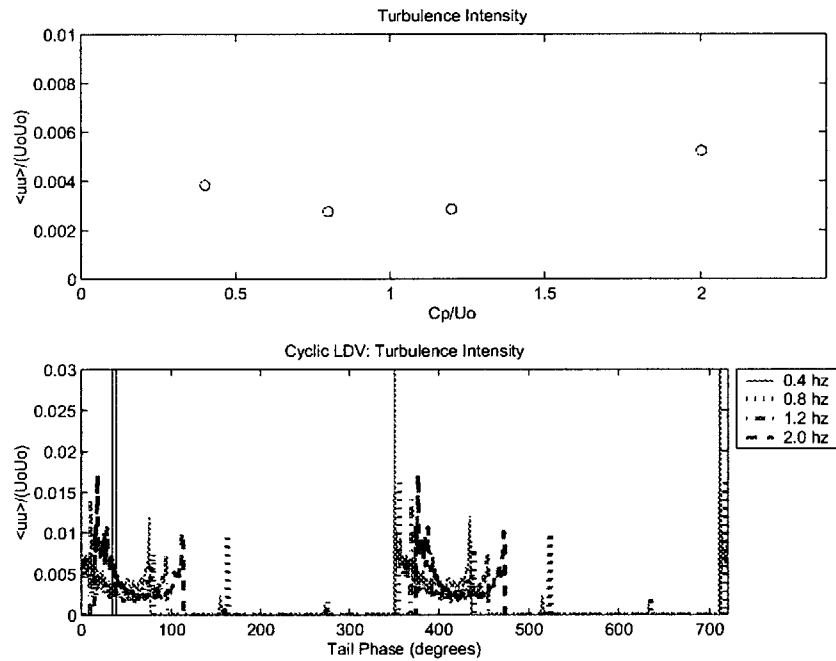 Turbulence Intensity
0.01
0.008
0.006
0.004
0.002
0
<uu>/(UoUo)
0 0.5 1 1.5 2
Cp/Uo
Cyclic LDV: Turbulence Intensity
0.03
0.025
0.02
0.015
0.01
0.005
0
<uu>/(UoUo)
0 100 200 300 400 500 600 700
Tail Phase (degrees)
0.4 hz
0.8 hz
1.2 hz
2.0 hz